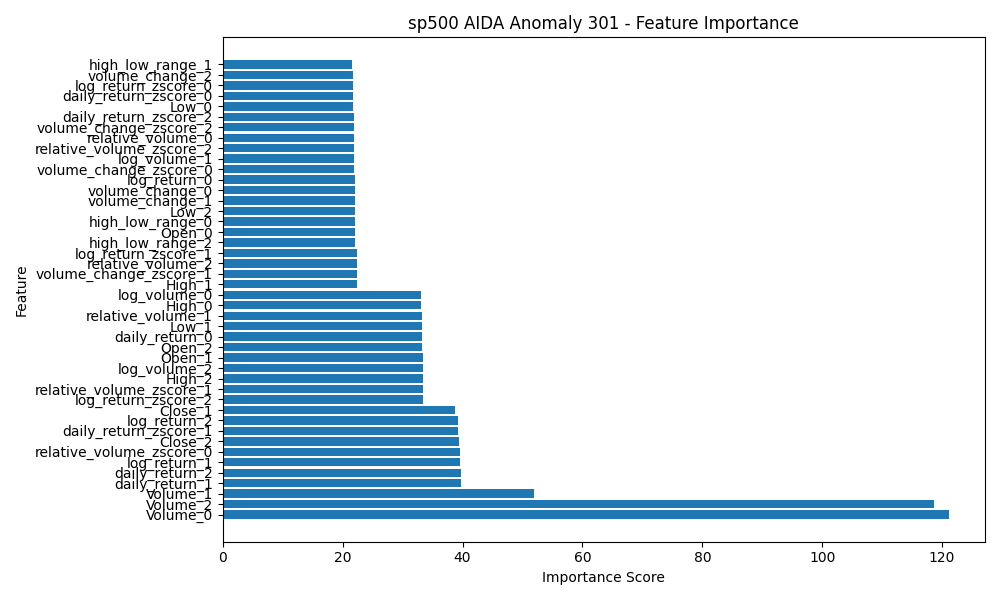 sp500 AIDA Anomaly 301 - Feature Importance
high_low_range_1
volume_change_2
log_return_zscore_0
daily_return_zscore_0
Low_0
daily_return_zscore_2
volume_change_zscore_2
relative_volume_0
relative_volume_zscore_2
log_volume_1
volume_change_zscore_0
log_return_0
volume_change_0
volume_change_1
Low_2
high_low_range_0
Open_0
high_low_range_2
log_return_zscore_1
relative_volume_2
volume_change_zscore_1
High_1
log_volume_0
High_0
relative_volume_1
Low_1
daily_return_0
Open_2
Open_1
log_volume_2
High_2
relative_volume_zscore_1
log_return_zscore_2
Close_1
log_return_2
daily_return_zscore_1
Close_2
relative_volume_zscore_0
log_return_1
daily_return_2
daily_return_1
Volume_1
Volume_2
Volume_0
Feature
0 20 40 60 80 100 120
Importance Score